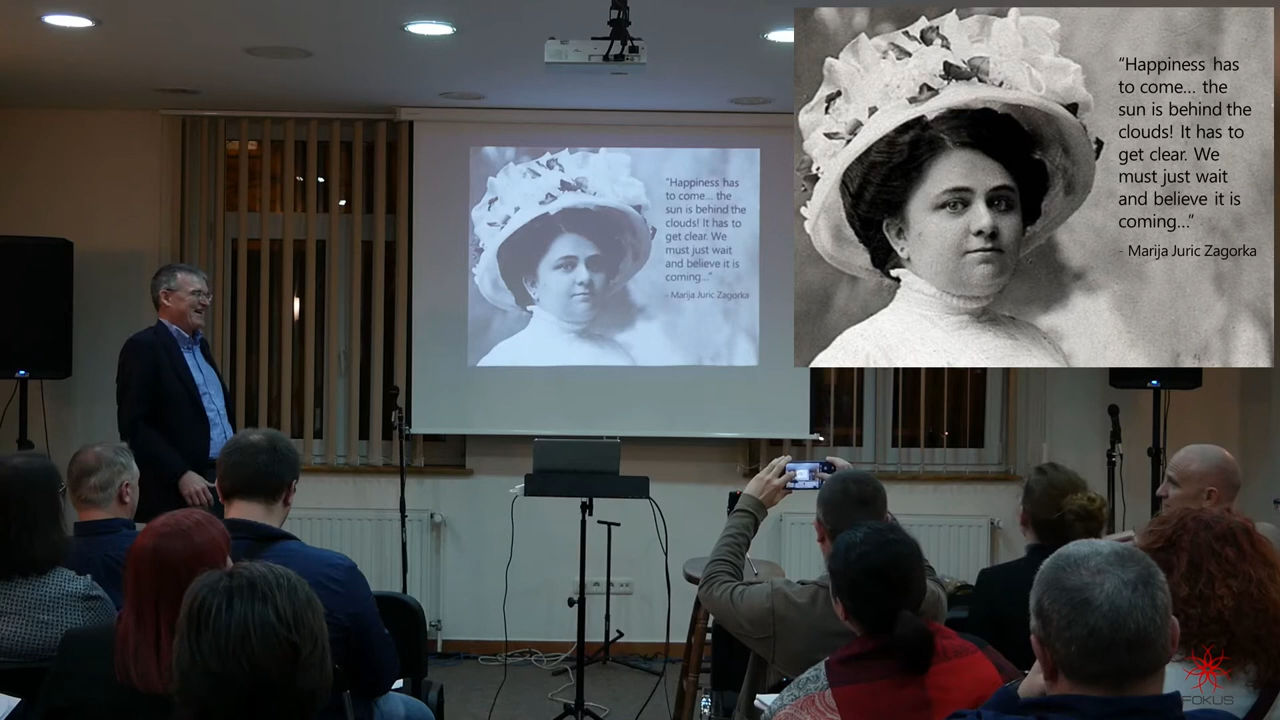 "Happiness has
to come... the
sun is behind the
clouds! It has to
get clear. We
must just wait
and believe it is
coming..."
- Marija Juric Zagorka
"Happiness has
to come... the
sun is behind the
clouds! It has to
get clear. We
must just wait
and believe it is
coming..."
- Marija Juric Zagorka
FOKUS